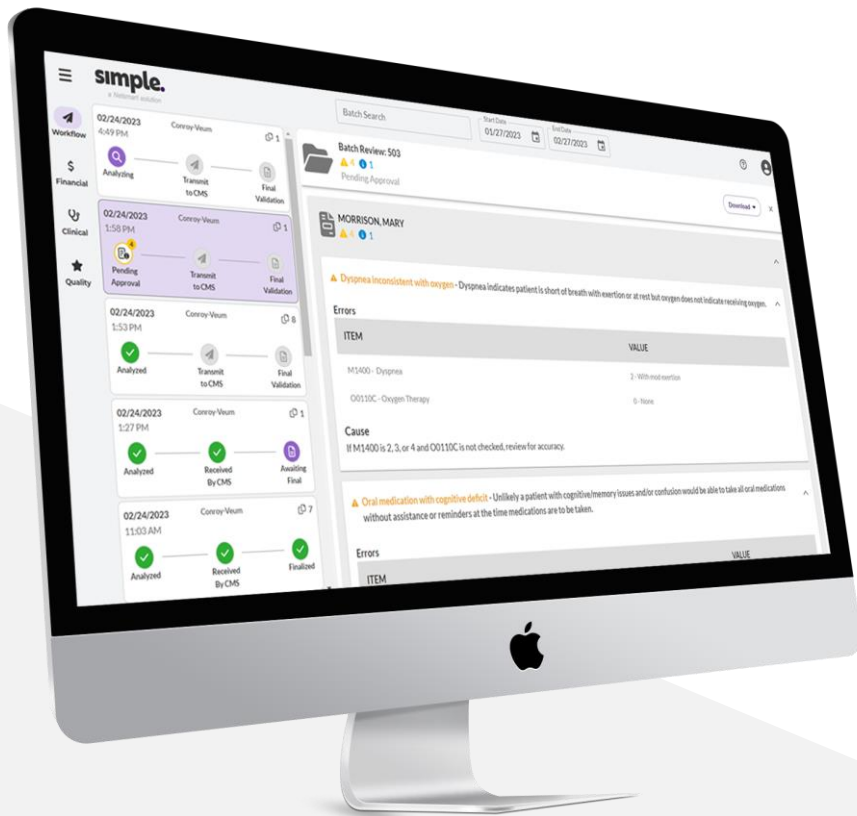 simple.
a Netsmart solution
Workflow
Financial
Clinical
Quality
02/24/2023
Conroy-Veum
1
4:49 PM
Analyzing
Transmit
to CMS
Final
Validation
02/24/2023
Conroy-Veum
1
1:58 PM
4
Pending
Approval
Transmit
to CMS
Final
Validation
02/24/2023
Conroy-Veum
8
1:53 PM
Analyzed
Transmit
to CMS
Final
Validation
02/24/2023
Conroy-Veum
1
1:27 PM
Analyzed
Received
By CMS
Awaiting
Final
02/24/2023
Conroy-Veum
7
11:03 AM
Analyzed
Received
By CMS
Finalized
Batch Search
Start Date
01/27/2023
End Date
02/27/2023
Batch Review: S03
4 1
Pending Approval
Download
MORRISON, MARY
4 1
Dyspnea inconsistent with oxygen - Dyspnea indicates patient is short of breath with exertion or at rest but oxygen does not indicate receiving oxygen.
Errors
ITEM VALUE
M1400 - Dyspnea 2 - With mod exertion
O0110C - Oxygen Therapy 0 - None
Cause
If M1400 is 2, 3, or 4 and O0110C is not checked, review for accuracy.
Oral medication with cognitive deficit - Unlikely a patient with cognitive/memory issues and/or confusion would be able to take all oral medications
without assistance or reminders at the time medications are to be taken.
Errors
ITEM VALUE